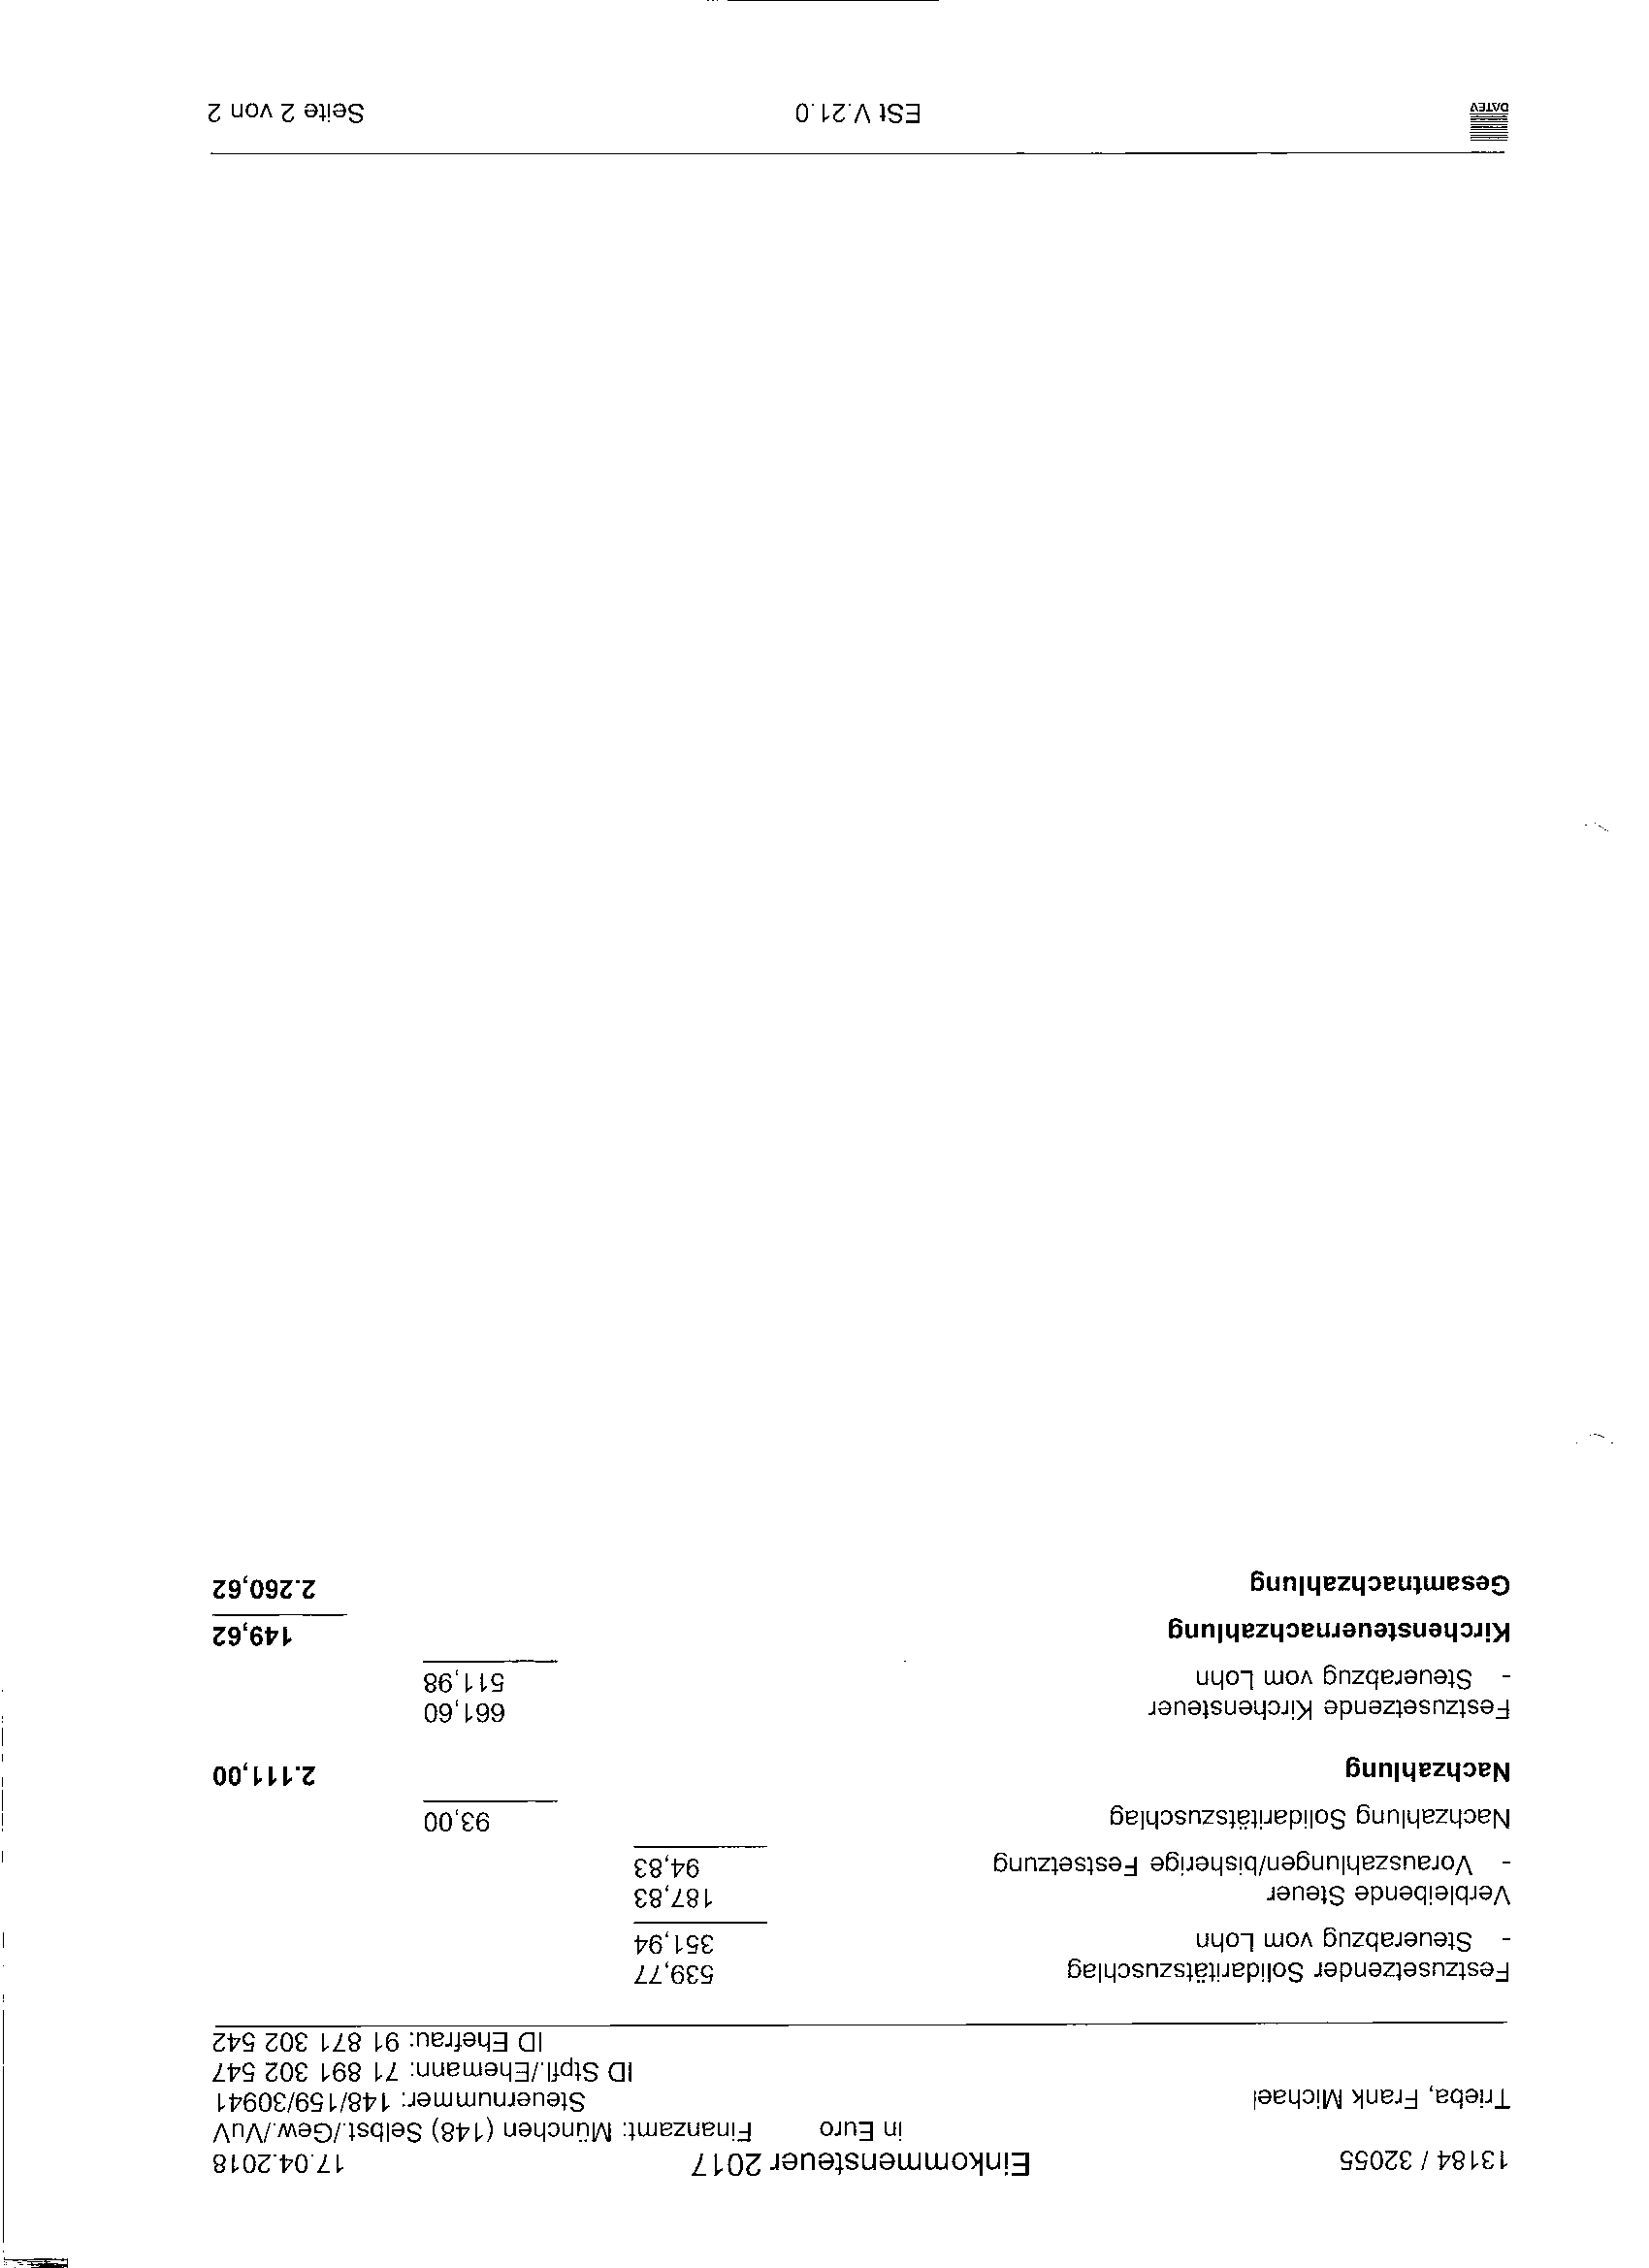 13184 / 32055 Einkommensteuer 2017 17.04.2018
in Euro Finanzamt: München (148) Selbst./Gew./VuV
Trieba, Frank Michael Steuernummer: 148/159/30941
ID Stpfl./Ehemann: 71 891 302 547
ID Ehefrau: 91 871 302 542
Festzusetzender Solidaritätszuschlag 539,77
- Steuerabzug vom Lohn 351,94
Verbleibende Steuer 187,83
- Vorauszahlungen/bisherige Festsetzung 94,83
Nachzahlung Solidaritätszuschlag 93,00
Nachzahlung 2.111,00
Festzusetzende Kirchensteuer 661,60
- Steuerabzug vom Lohn 511,98
Kirchensteuernachzahlung 149,62
Gesamtnachzahlung 2.260,62
DATEV ESt V.21.0 Seite 2 von 2